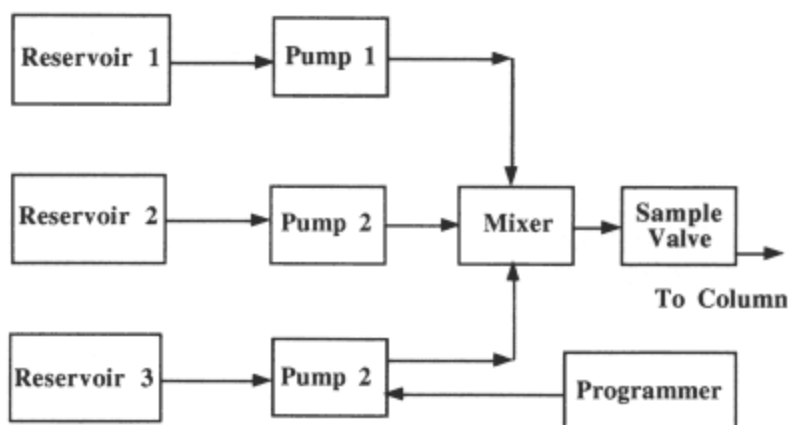 Reservoir 1
Pump 1
Reservoir 2
Pump 2
Mixer
Sample
Valve
To Column
Reservoir 3
Pump 2
Programmer